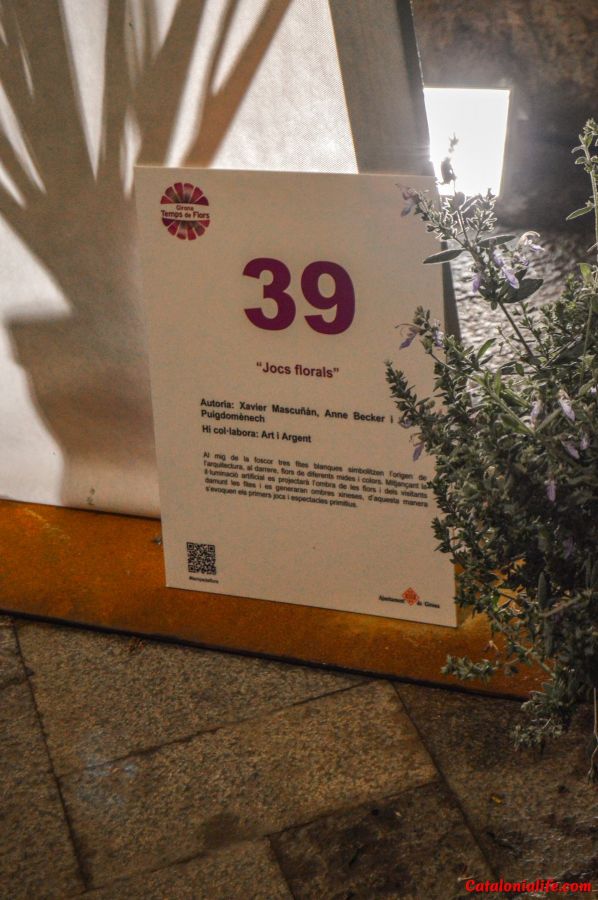 Girona
Temps de Flors
39
“Jocs florals”
Autoria: Xavier Mascuñán, Anne Becker i
Puigdomènech
Hi col·labora: Art i Argent
Al mig de la foscor tres fites blanques simbolitzen l'origen de
l'arquitectura, al darrere, flors de diferents mides i colors. Mitjançant la
il·luminació artificial es projectarà l'ombra de les flors i dels visitants
damunt les fites i es generaran ombres xineses, d'aquesta manera
s'evoquen els primers jocs i espectacles primitius.
#tempsdeflors
Ajuntament de Girona
Catalonialife.com